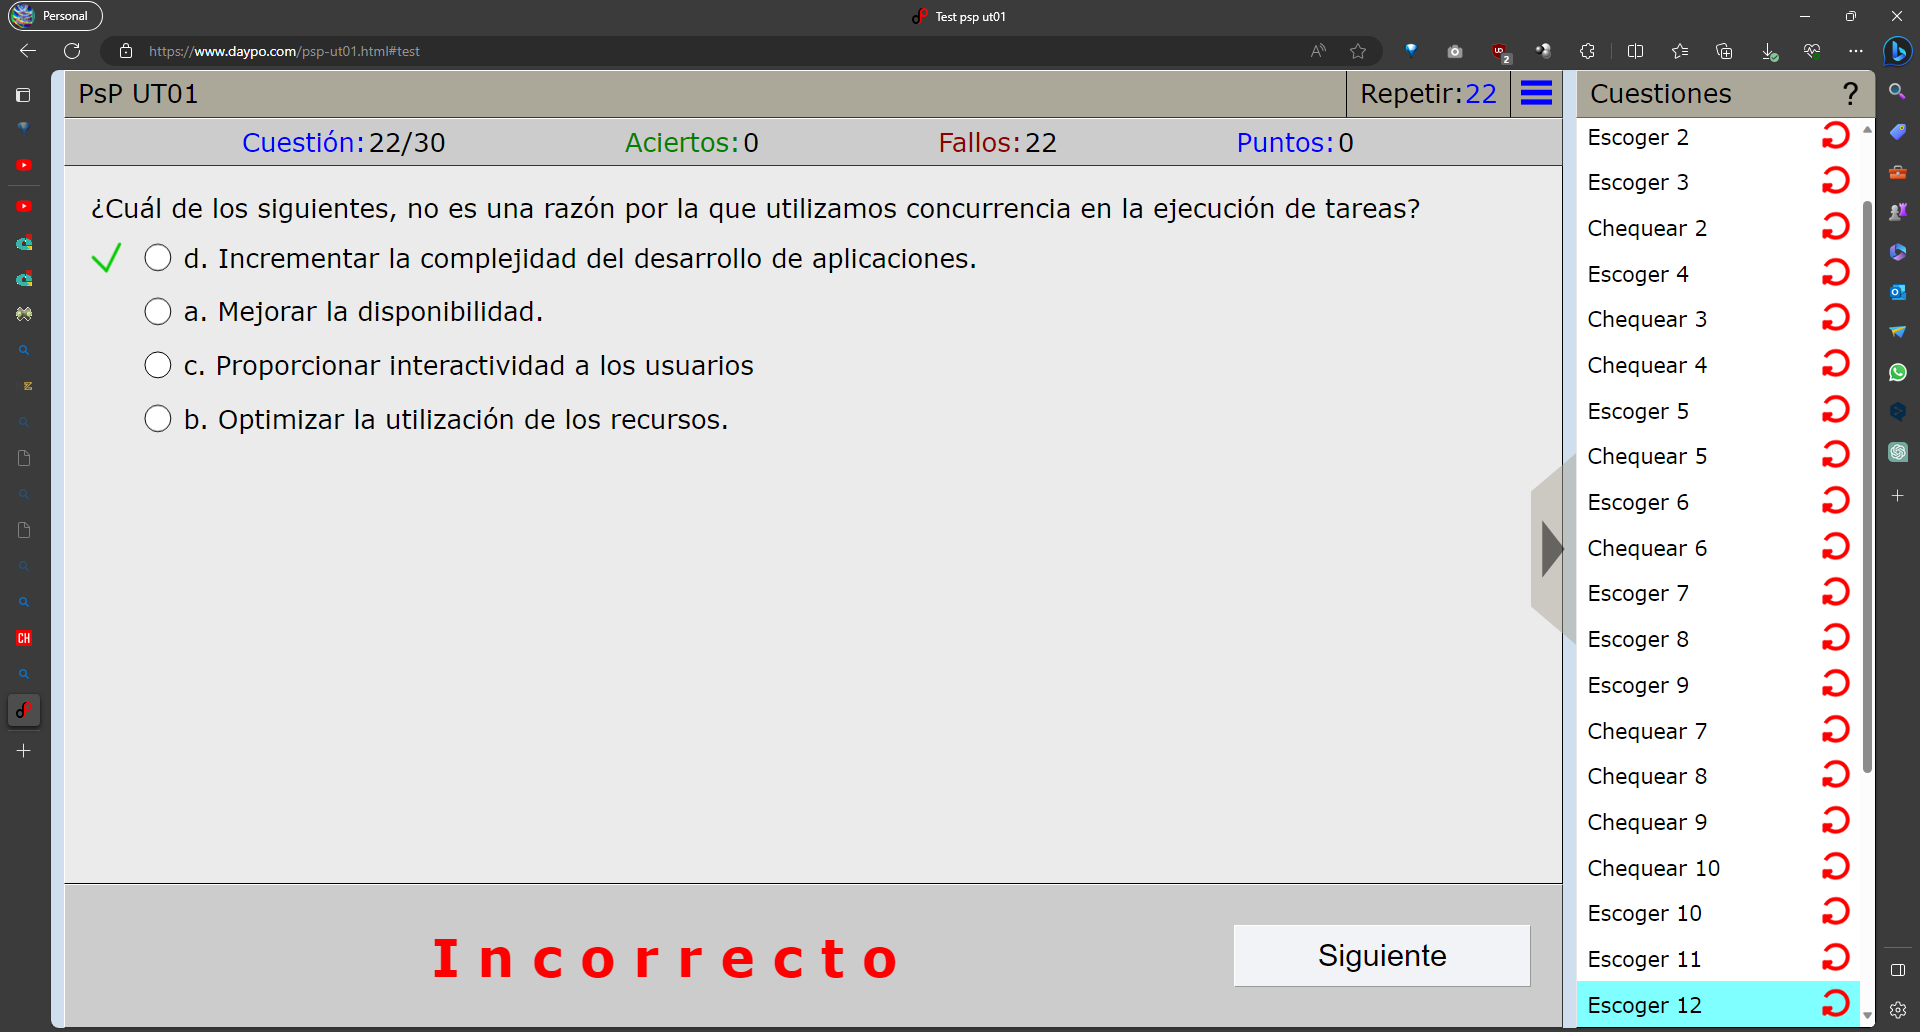 Personal
Test psp ut01
https://www.daypo.com/psp-ut01.html#test
2
PsP UT01
Repetir:22
Cuestiones
?
Cuestión:22/30
Aciertos:0
Fallos:22
Puntos:0
¿Cuál de los siguientes, no es una razón por la que utilizamos concurrencia en la ejecución de tareas?
d. Incrementar la complejidad del desarrollo de aplicaciones.
a. Mejorar la disponibilidad.
c. Proporcionar interactividad a los usuarios
b. Optimizar la utilización de los recursos.
Incorrecto
Siguiente
Escoger 2
Escoger 3
Chequear 2
Escoger 4
Chequear 3
Chequear 4
Escoger 5
Chequear 5
Escoger 6
Chequear 6
Escoger 7
Escoger 8
Escoger 9
Chequear 7
Chequear 8
Chequear 9
Chequear 10
Escoger 10
Escoger 11
Escoger 12
CH